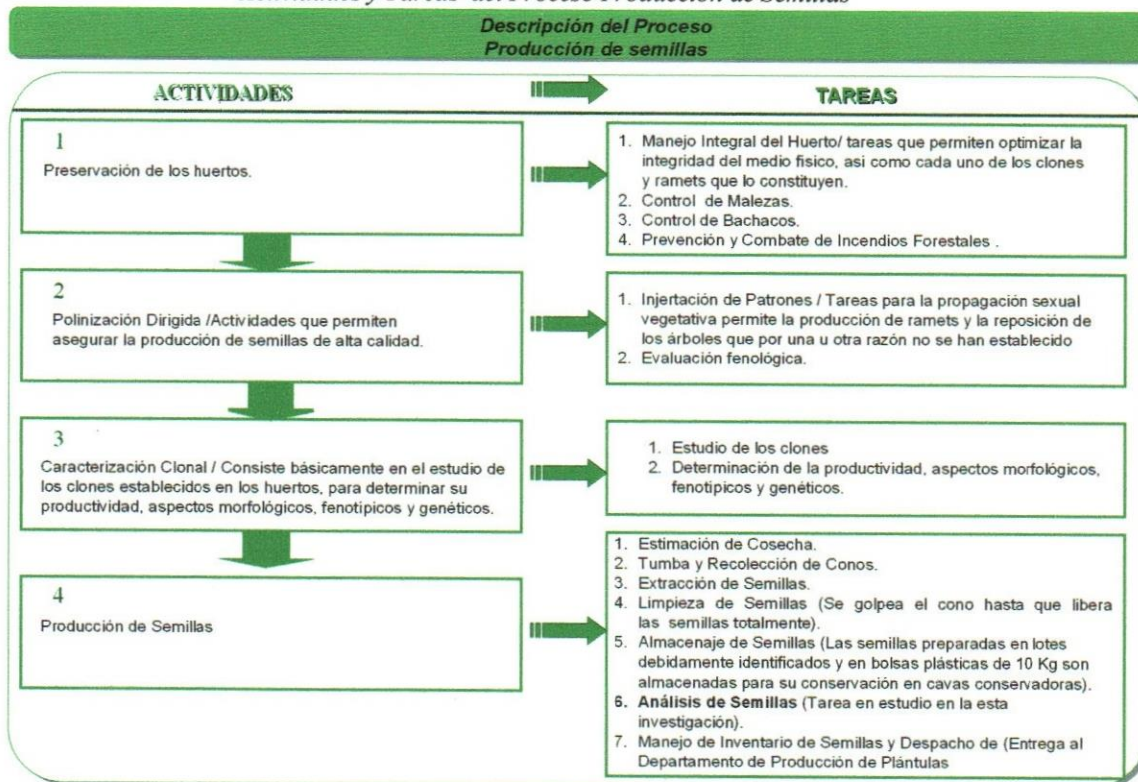 Descripción del Proceso
Producción de semillas
ACTIVIDADES
TAREAS
1
Preservación de los huertos.
1. Manejo Integral del Huerto/ tareas que permiten optimizar la
integridad del medio fisico, asi como cada uno de los clones
y ramets que lo constituyen.
2. Control de Malezas.
3. Control de Bachacos.
4. Prevención y Combate de Incendios Forestales .
2
Polinización Dirigida /Actividades que permiten
asegurar la producción de semillas de alta calidad.
1. Injertación de Patrones / Tareas para la propagación sexual
vegetativa permite la producción de ramets y la reposición de
los árboles que por una u otra razón no se han establecido
2. Evaluación fenológica.
3
Caracterización Clonal / Consiste básicamente en el estudio de
los clones establecidos en los huertos, para determinar su
productividad, aspectos morfológicos, fenotipicos y genéticos.
1. Estudio de los clones
2. Determinación de la productividad, aspectos morfológicos,
fenotipicos y genéticos.
4
Producción de Semillas
1. Estimación de Cosecha.
2. Tumba y Recolección de Conos.
3. Extracción de Semillas.
4. Limpieza de Semillas (Se golpea el cono hasta que libera
las semillas totalmente).
5. Almacenaje de Semillas (Las semillas preparadas en lotes
debidamente identificados y en bolsas plásticas de 10 Kg son
almacenadas para su conservación en cavas conservadoras).
6. Análisis de Semillas (Tarea en estudio en la esta
investigación).
7. Manejo de Inventario de Semillas y Despacho de (Entrega al
Departamento de Producción de Plántulas